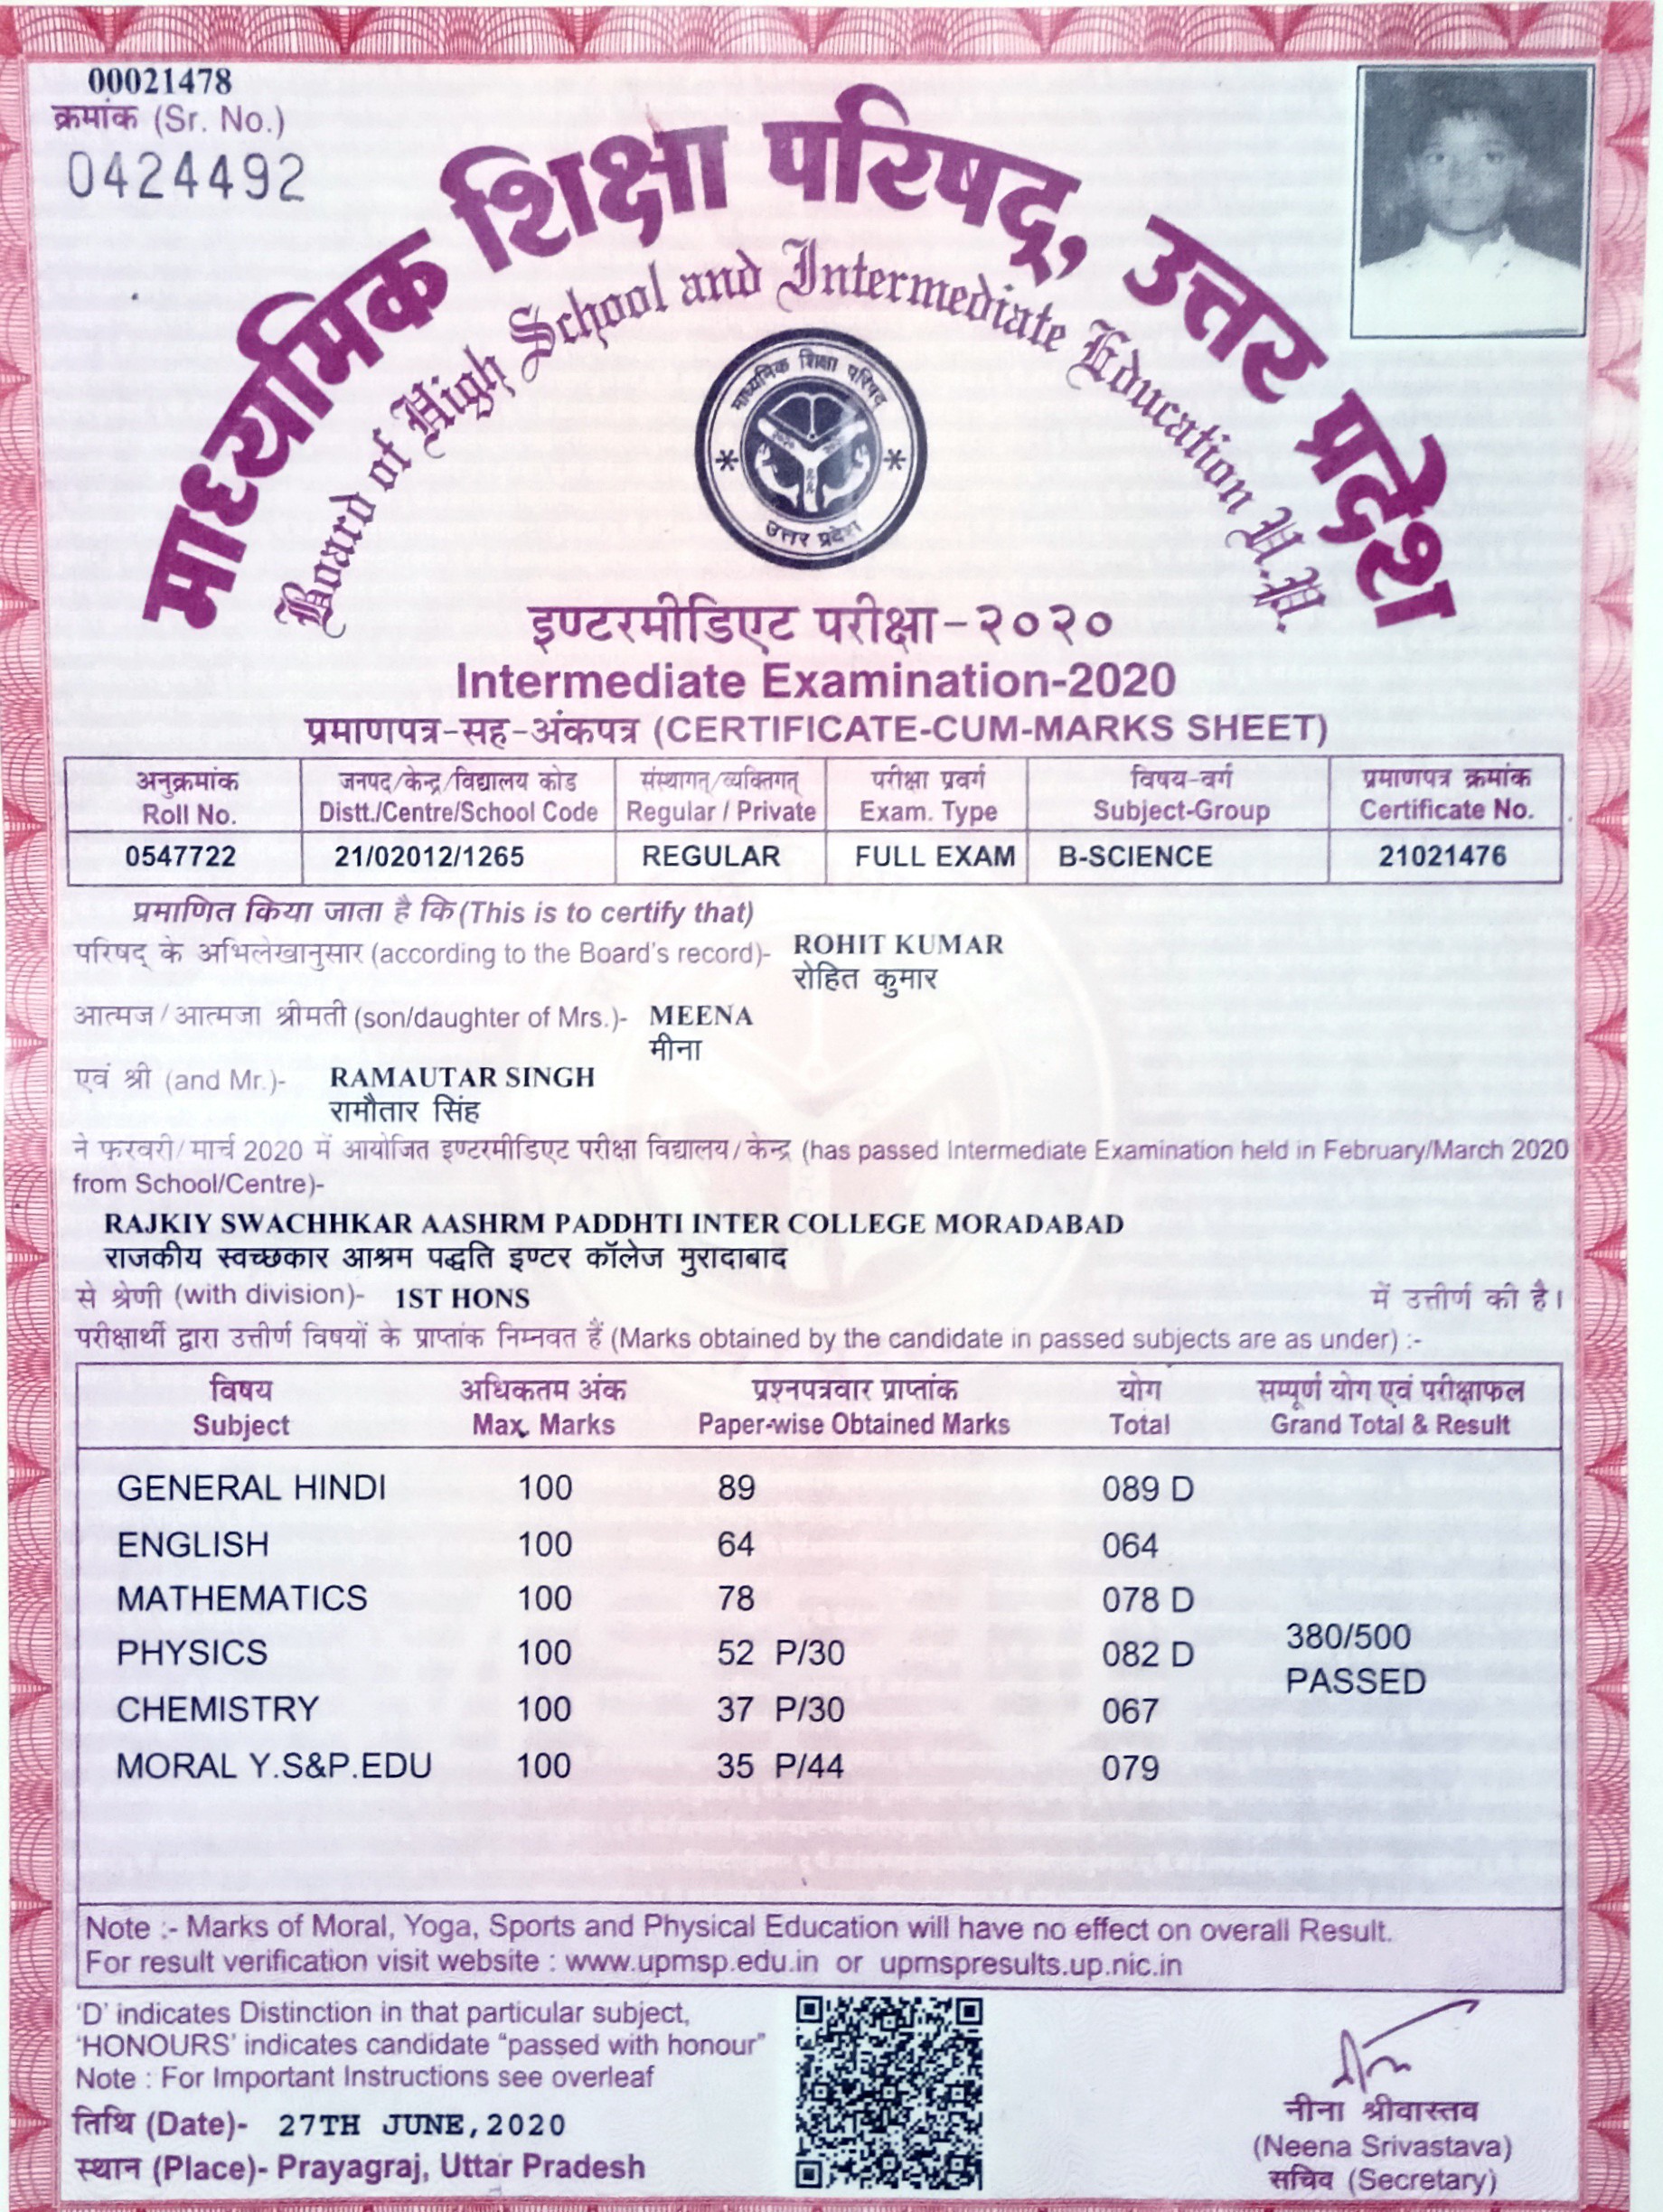 00021478
क्रमांक (Sr. No.)
0424492
माध्यमिक शिक्षा परिषद्, उत्तर प्रदेश
Board of High School and Intermediate Education U.P.
माध्यमिक शिक्षा परिषद्
उत्तर प्रदेश
इण्टरमीडिएट परीक्षा-२०२०
Intermediate Examination-2020
प्रमाणपत्र-सह-अंकपत्र (CERTIFICATE-CUM-MARKS SHEET)
अनुक्रमांक जनपद/केन्द्र/विद्यालय कोड संस्थागत्/व्यक्तिगत् परीक्षा प्रवर्ग विषय-वर्ग प्रमाणपत्र क्रमांक
Roll No. Distt./Centre/School Code Regular / Private Exam. Type Subject-Group Certificate No.
0547722 21/02012/1265 REGULAR FULL EXAM B-SCIENCE 21021476
प्रमाणित किया जाता है कि (This is to certify that)
परिषद् के अभिलेखानुसार (according to the Board's record)- ROHIT KUMAR
रोहित कुमार
आत्मज/आत्मजा श्रीमती (son/daughter of Mrs.)- MEENA
मीना
एवं श्री (and Mr.)- RAMAUTAR SINGH
रामौतार सिंह
ने फरवरी/मार्च 2020 में आयोजित इण्टरमीडिएट परीक्षा विद्यालय/केन्द्र (has passed Intermediate Examination held in February/March 2020
from School/Centre)-
RAJKIY SWACHHKAR AASHRM PADDHTI INTER COLLEGE MORADABAD
राजकीय स्वच्छकार आश्रम पद्धति इण्टर कॉलेज मुरादाबाद
से श्रेणी (with division)- 1ST HONS में उत्तीर्ण की है।
परीक्षार्थी द्वारा उत्तीर्ण विषयों के प्राप्तांक निम्नवत हैं (Marks obtained by the candidate in passed subjects are as under) :-
विषय अधिकतम अंक प्रश्नपत्रवार प्राप्तांक योग सम्पूर्ण योग एवं परीक्षाफल
Subject Max. Marks Paper-wise Obtained Marks Total Grand Total & Result
GENERAL HINDI 100 89 089 D
ENGLISH 100 64 064
MATHEMATICS 100 78 078 D
PHYSICS 100 52 P/30 082 D 380/500
PASSED
CHEMISTRY 100 37 P/30 067
MORAL Y.S&P.EDU 100 35 P/44 079
Note :- Marks of Moral, Yoga, Sports and Physical Education will have no effect on overall Result.
For result verification visit website : www.upmsp.edu.in or upmspresults.up.nic.in
'D' indicates Distinction in that particular subject,
'HONOURS' indicates candidate "passed with honour"
Note : For Important Instructions see overleaf
तिथि (Date)- 27TH JUNE,2020
स्थान (Place)- Prayagraj, Uttar Pradesh
नीना श्रीवास्तव
(Neena Srivastava)
सचिव (Secretary)